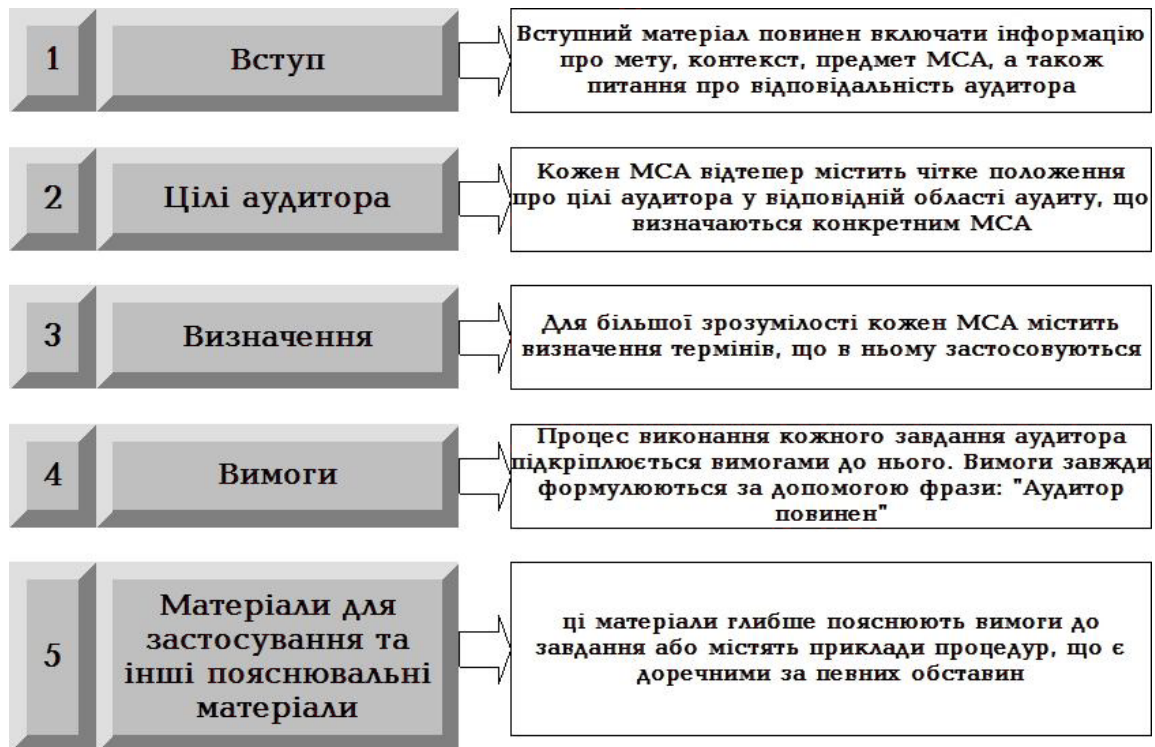 1
Вступ
Вступний матеріал повинен включати інформацію
про мету, контекст, предмет МСА, а також
питання про відповідальність аудитора
2
Цілі аудитора
Кожен МСА відтепер містить чітке положення
про цілі аудитора у відповідній області аудиту, що
визначаються конкретним МСА
3
Визначення
Для більшої зрозумілості кожен МСА містить
визначення термінів, що в ньому застосовуються
4
Вимоги
Процес виконання кожного завдання аудитора
підкріплюється вимогами до нього. Вимоги завжди
формулюються за допомогою фрази: "Аудитор
повинен"
5
Матеріали для
застосування та
інші пояснювальні
матеріали
ці матеріали глибше пояснюють вимоги до
завдання або містять приклади процедур, що є
доречними за певних обставин